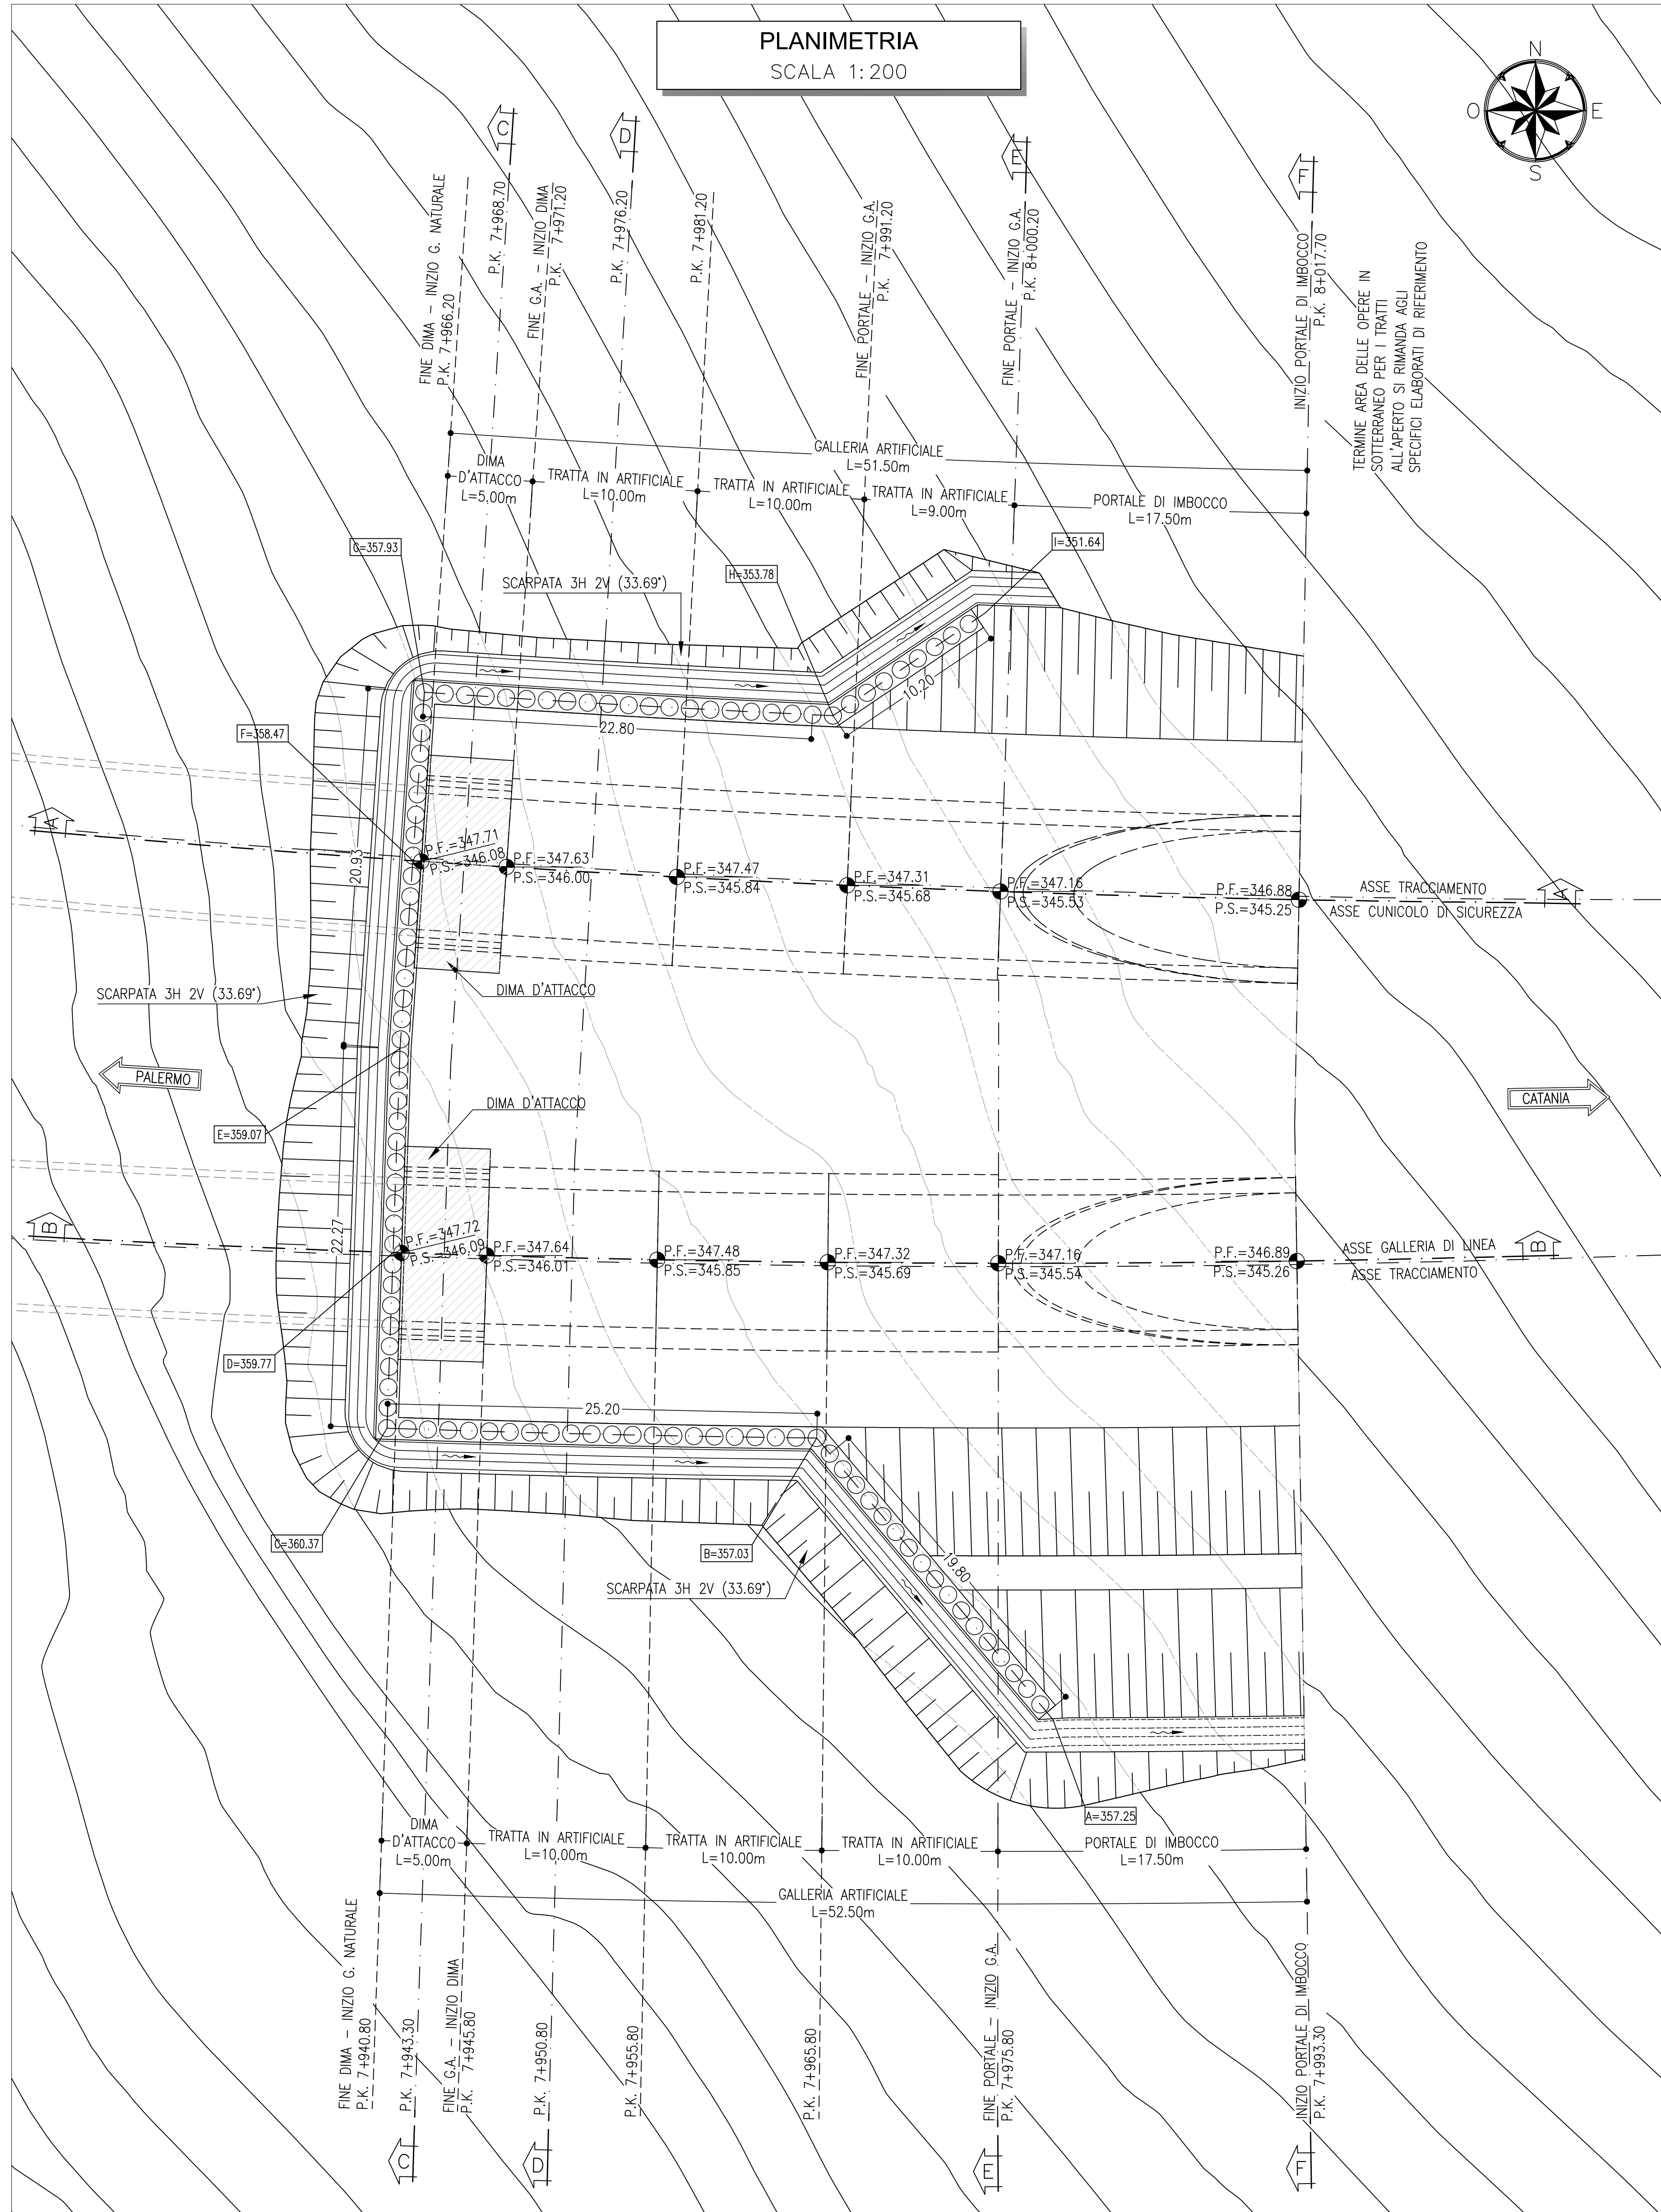 PLANIMETRIA
SCALA 1:200
N
O
E
S
C
D
E
F
FINE DIMA - INIZIO G. NATURALE
P.K. 7+966.20
P.K. 7+968.70
FINE G.A. - INIZIO DIMA
P.K. 7+971.20
P.K. 7+976.20
P.K. 7+981.20
FINE PORTALE - INIZIO G.A.
P.K. 7+991.20
FINE PORTALE - INIZIO G.A.
P.K. 8+000.20
INIZIO PORTALE DI IMBOCCO
P.K. 8+017.70
TERMINE AREA DELLE OPERE IN
SOTTERRANEO PER I TRATTI
ALL'APERTO SI RIMANDA AGLI
SPECIFICI ELABORATI DI RIFERIMENTO
GALLERIA ARTIFICIALE
L=51.50m
DIMA
D'ATTACCO
L=5.00m
TRATTA IN ARTIFICIALE
L=10.00m
TRATTA IN ARTIFICIALE
L=10.00m
TRATTA IN ARTIFICIALE
L=9.00m
PORTALE DI IMBOCCO
L=17.50m
G=357.93
SCARPATA 3H 2V (33.69°)
H=353.78
I=351.64
10.20
22.80
F=358.47
20.93
A
P.F.=347.71
P.S.=346.08
P.F.=347.63
P.S.=346.00
P.F.=347.47
P.S.=345.84
P.F.=347.31
P.S.=345.68
P.F.=347.16
P.S.=345.53
P.F.=346.88
P.S.=345.25
ASSE TRACCIAMENTO
ASSE CUNICOLO DI SICUREZZA
A
SCARPATA 3H 2V (33.69°)
DIMA D'ATTACCO
PALERMO
CATANIA
DIMA D'ATTACCO
E=359.07
22.27
B
P.F.=347.72
P.S.=346.09
P.F.=347.64
P.S.=346.01
P.F.=347.48
P.S.=345.85
P.F.=347.32
P.S.=345.69
P.F.=347.16
P.S.=345.54
P.F.=346.89
P.S.=345.26
ASSE GALLERIA DI LINEA
ASSE TRACCIAMENTO
B
D=359.77
25.20
C=360.37
B=357.03
19.80
SCARPATA 3H 2V (33.69°)
A=357.25
DIMA
D'ATTACCO
L=5.00m
TRATTA IN ARTIFICIALE
L=10.00m
TRATTA IN ARTIFICIALE
L=10.00m
TRATTA IN ARTIFICIALE
L=10.00m
PORTALE DI IMBOCCO
L=17.50m
GALLERIA ARTIFICIALE
L=52.50m
FINE DIMA - INIZIO G. NATURALE
P.K. 7+940.80
P.K. 7+943.30
FINE G.A. - INIZIO DIMA
P.K. 7+945.80
P.K. 7+950.80
P.K. 7+955.80
P.K. 7+965.80
FINE PORTALE - INIZIO G.A.
P.K. 7+975.80
INIZIO PORTALE DI IMBOCCO
P.K. 7+993.30
C
D
E
F